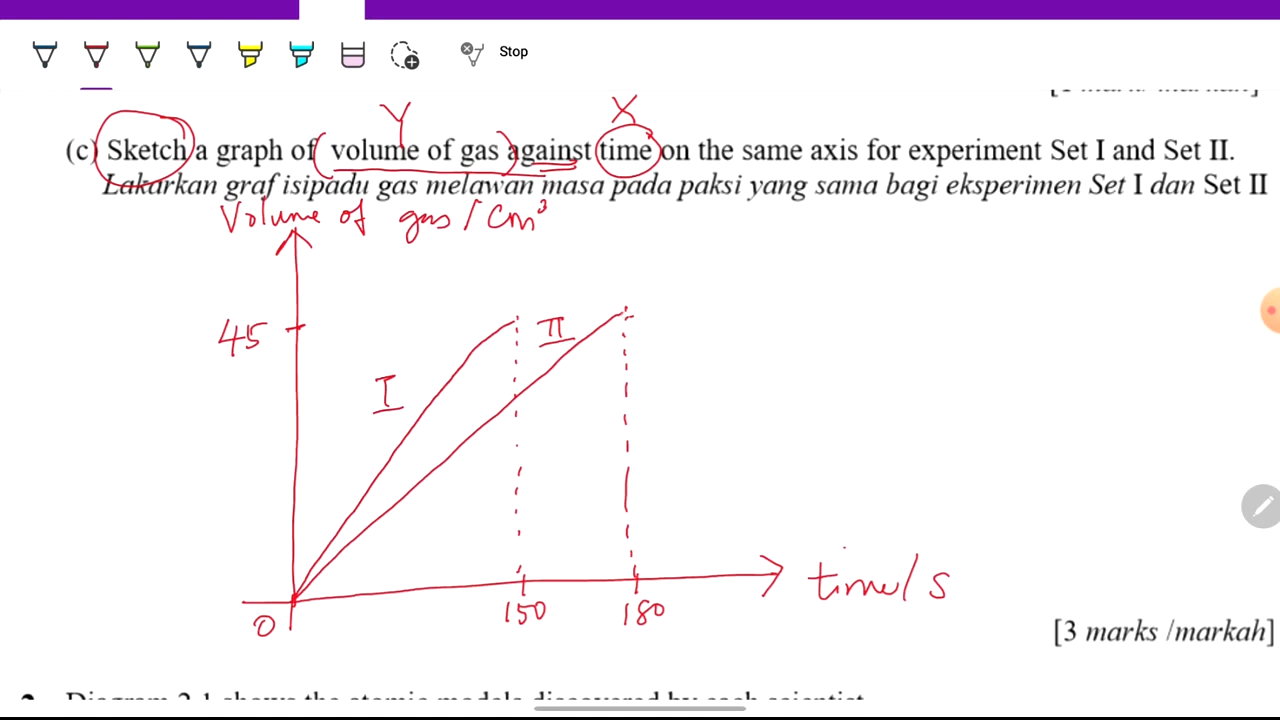 Stop
Y
X
(c) Sketch a graph of (volume of gas) against time on the same axis for experiment Set I and Set II.
Lakarkan graf isipadu gas melawan masa pada paksi yang sama bagi eksperimen Set I dan Set II
Volume of gas / cm³
45
I
II
0
150
180
time/s
[3 marks /markah]